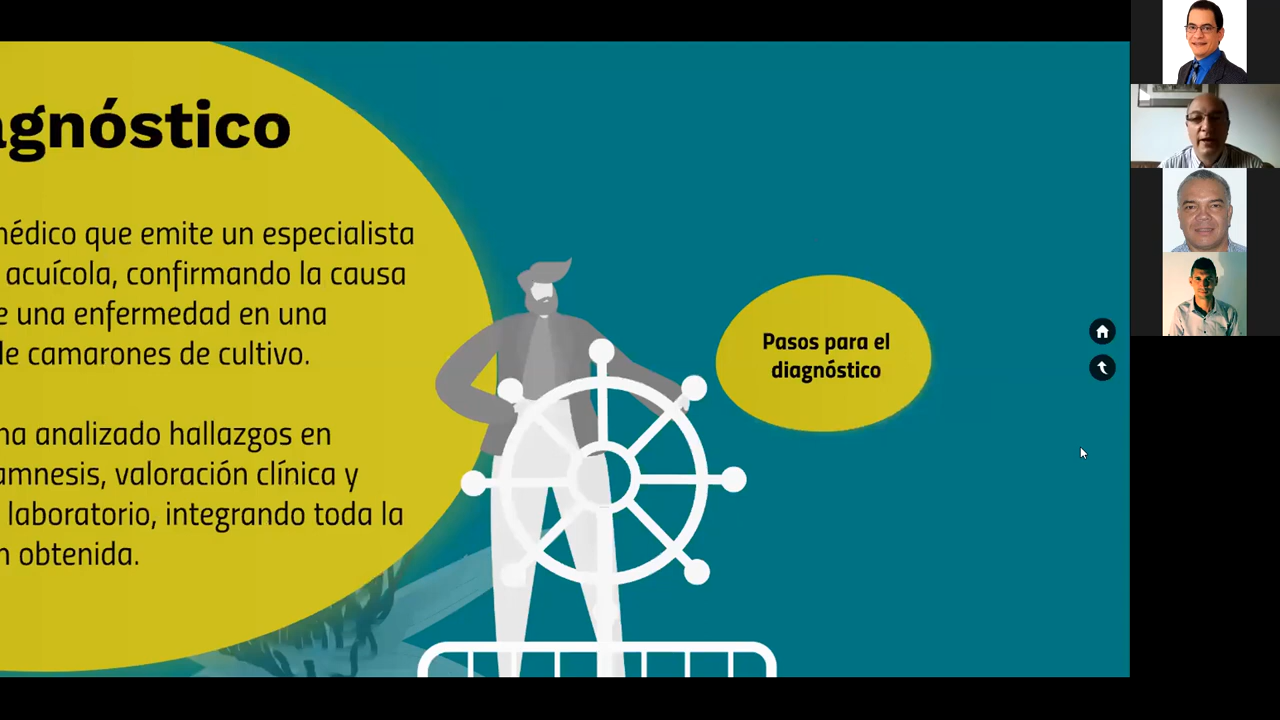 agnóstico
médico que emite un especialista
acuícola, confirmando la causa
e una enfermedad en una
de camarones de cultivo.
ha analizado hallazgos en
amnesis, valoración clínica y
laboratorio, integrando toda la
n obtenida.
Pasos para el
diagnóstico